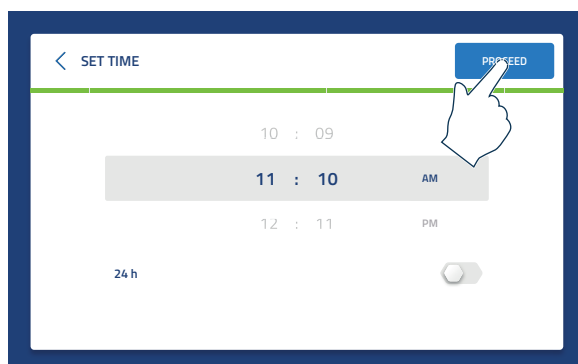 SET TIME
PROCEED
10 : 09
11 : 10 AM
12 : 11 PM
24 h